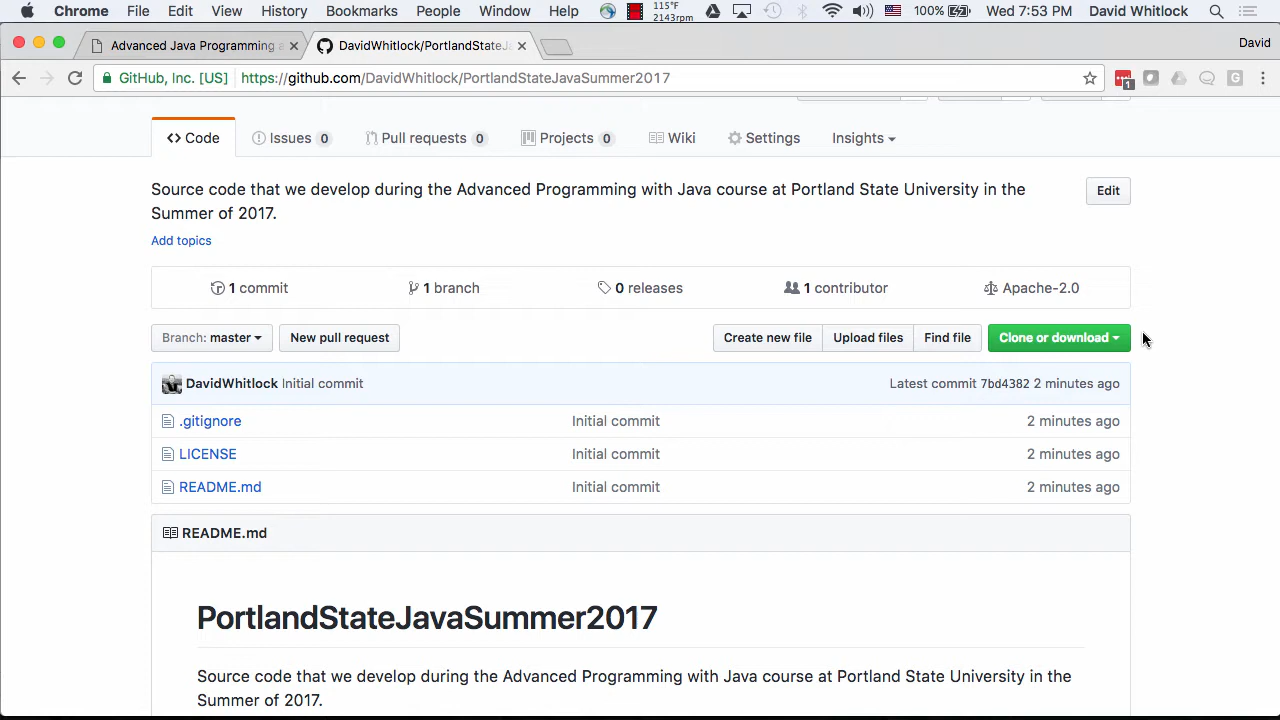 Chrome File Edit View History Bookmarks People Window Help 115°F 2143rpm 100% Wed 7:53 PM David Whitlock
Advanced Java Programming a DavidWhitlock/PortlandStateJ David
GitHub, Inc. [US] https://github.com/DavidWhitlock/PortlandStateJavaSummer2017 1
<> Code Issues 0 Pull requests 0 Projects 0 Wiki Settings Insights
Source code that we develop during the Advanced Programming with Java course at Portland State University in the
Summer of 2017.
Edit
Add topics
1 commit 1 branch 0 releases 1 contributor Apache-2.0
Branch: master New pull request Create new file Upload files Find file Clone or download
DavidWhitlock Initial commit Latest commit 7bd4382 2 minutes ago
.gitignore Initial commit 2 minutes ago
LICENSE Initial commit 2 minutes ago
README.md Initial commit 2 minutes ago
README.md
PortlandStateJavaSummer2017
Source code that we develop during the Advanced Programming with Java course at Portland State University in the
Summer of 2017.